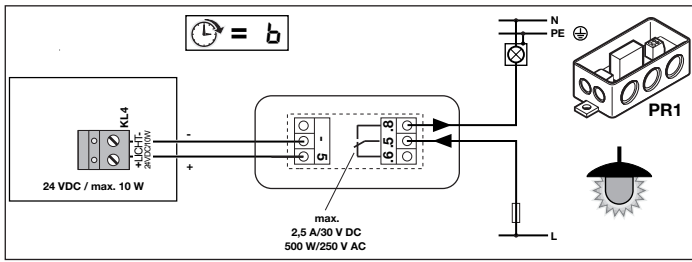 = b
N
PE
PR1
KL4
+LICHT-
24VDC/10W
-
+
24 VDC / max. 10 W
- 5
.6 .5 .8
max.
2,5 A/30 V DC
500 W/250 V AC
L